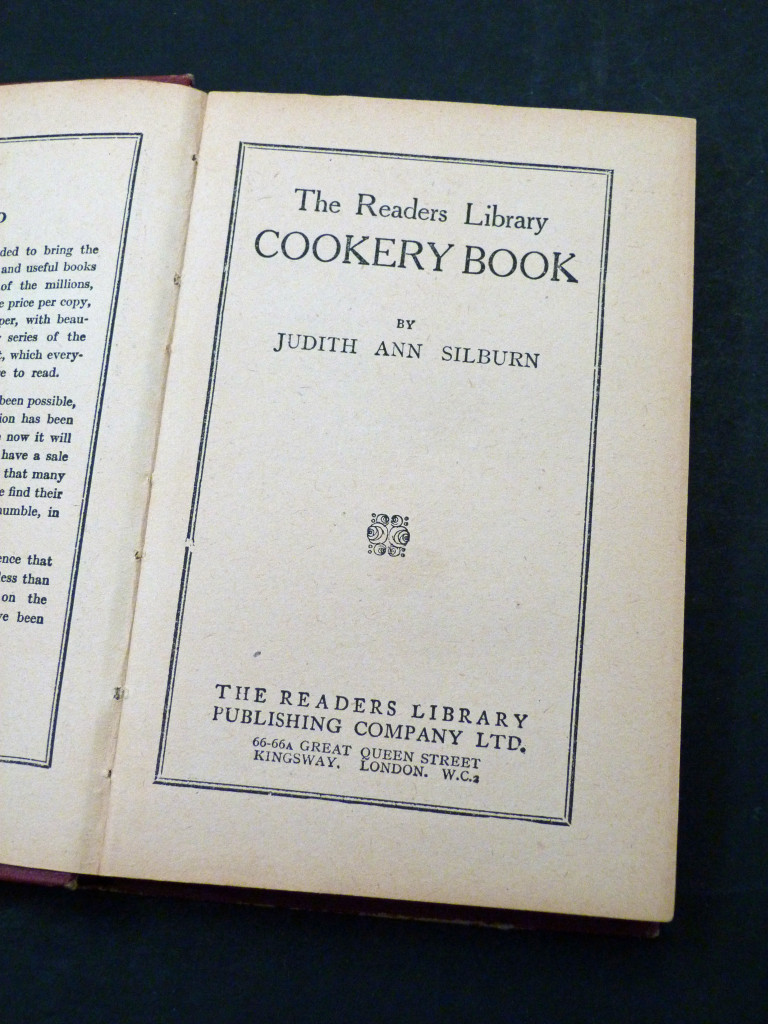 ded to bring the
and useful books
of the millions,
price per copy,
per, with beau-
series of the
which every-
to read.
been possible,
ion has been
now it will
have a sale
that many
find their
umble, in
ence that
less than
on the
been
The Readers Library
COOKERY BOOK
BY
JUDITH ANN SILBURN
THE READERS LIBRARY
PUBLISHING COMPANY LTD.
66-66A GREAT QUEEN STREET
KINGSWAY. LONDON. W.C.2